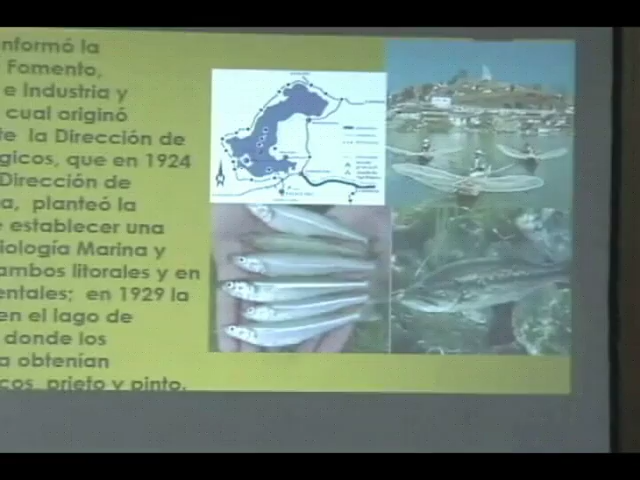 nformó la
Fomento,
e Industria y
cual originó
te la Dirección de
gicos, que en 1924
Dirección de
a, planteó la
e establecer una
iología Marina y
ambos litorales y en
entales; en 1929 la
en el lago de
donde los
a obtenían
cos, prieto y pinto.